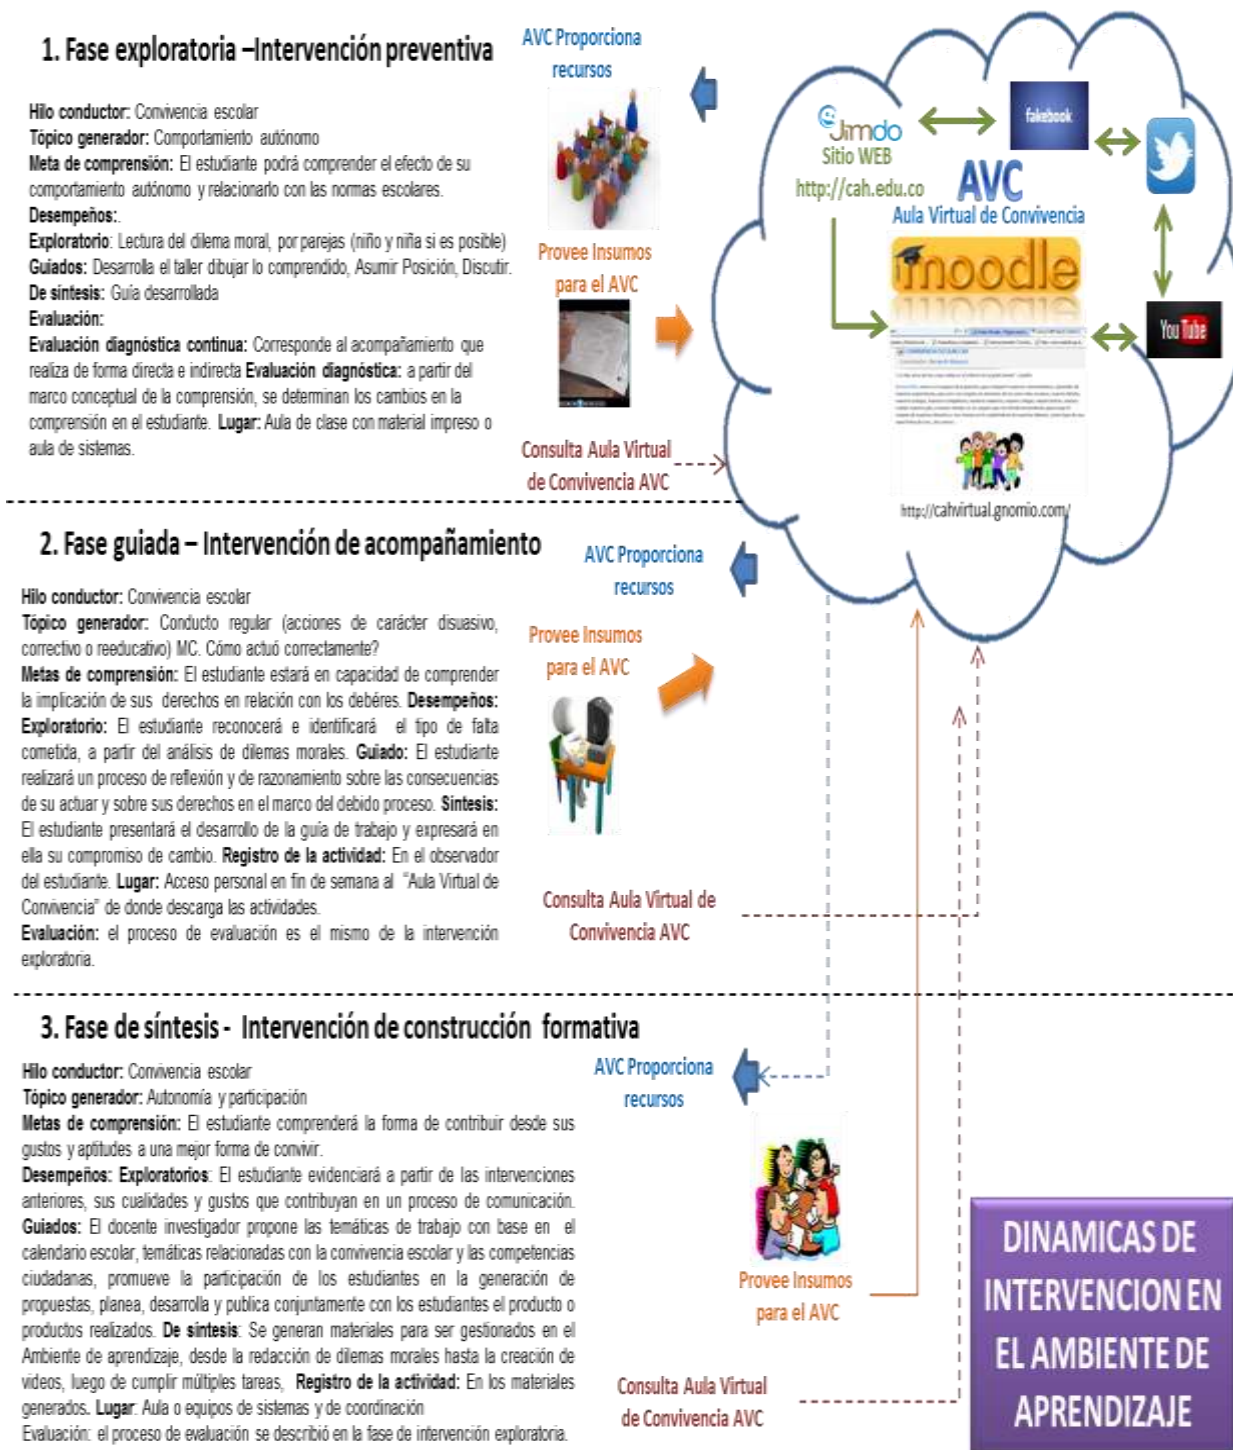 1. Fase exploratoria –Intervención preventiva
Hilo conductor: Convivencia escolar
Tópico generador: Comportamiento autónomo
Meta de comprensión: El estudiante podrá comprender el efecto de su
comportamiento autónomo y relacionarlo con las normas escolares.
Desempeños:.
Exploratorio: Lectura del dilema moral, por parejas (niño y niña si es posible)
Guiados: Desarrolla el taller dibujar lo comprendido, Asumir Posición, Discutir.
De síntesis: Guía desarrollada
Evaluación:
Evaluación diagnóstica continua: Corresponde al acompañamiento que
realiza de forma directa e indirecta Evaluación diagnóstica: a partir del
marco conceptual de la comprensión, se determinan los cambios en la
comprensión en el estudiante. Lugar: Aula de clase con material impreso o
aula de sistemas.
AVC Proporciona
recursos
Provee Insumos
para el AVC
Consulta Aula Virtual
de Convivencia AVC
Jimdo
Sitio WEB
http://cah.edu.co
fakebook
AVC
Aula Virtual de Convivencia
moodle
You Tube
http://cahvirtual.gnomio.com/
2. Fase guiada – Intervención de acompañamiento
Hilo conductor: Convivencia escolar
Tópico generador: Conducto regular (acciones de carácter disuasivo,
correctivo o reeducativo) MC. Cómo actuó correctamente?
Metas de comprensión: El estudiante estará en capacidad de comprender
la implicación de sus derechos en relación con los debéres. Desempeños:
Exploratorio: El estudiante reconocerá e identificará el tipo de falta
cometida, a partir del análisis de dilemas morales. Guiado: El estudiante
realizará un proceso de reflexión y de razonamiento sobre las consecuencias
de su actuar y sobre sus derechos en el marco del debido proceso. Síntesis:
El estudiante presentará el desarrollo de la guía de trabajo y expresará en
ella su compromiso de cambio. Registro de la actividad: En el observador
del estudiante. Lugar: Acceso personal en fin de semana al "Aula Virtual de
Convivencia" de donde descarga las actividades.
Evaluación: el proceso de evaluación es el mismo de la intervención
exploratoria.
AVC Proporciona
recursos
Provee Insumos
para el AVC
Consulta Aula Virtual de
Convivencia AVC
3. Fase de síntesis - Intervención de construcción formativa
Hilo conductor: Convivencia escolar
Tópico generador: Autonomía y participación
Metas de comprensión: El estudiante comprenderá la forma de contribuir desde sus
gustos y aptitudes a una mejor forma de convivir.
Desempeños: Exploratorios: El estudiante evidenciará a partir de las intervenciones
anteriores, sus cualidades y gustos que contribuyan en un proceso de comunicación.
Guiados: El docente investigador propone las temáticas de trabajo con base en el
calendario escolar, temáticas relacionadas con la convivencia escolar y las competencias
ciudadanas, promueve la participación de los estudiantes en la generación de
propuestas, planea, desarrolla y publica conjuntamente con los estudiantes el producto o
productos realizados. De síntesis: Se generan materiales para ser gestionados en el
Ambiente de aprendizaje, desde la redacción de dilemas morales hasta la creación de
videos, luego de cumplir múltiples tareas, Registro de la actividad: En los materiales
generados. Lugar: Aula o equipos de sistemas y de coordinación
Evaluación: el proceso de evaluación se describió en la fase de intervención exploratoria.
AVC Proporciona
recursos
Provee Insumos
para el AVC
Consulta Aula Virtual
de Convivencia AVC
DINAMICAS DE
INTERVENCION EN
EL AMBIENTE DE
APRENDIZAJE